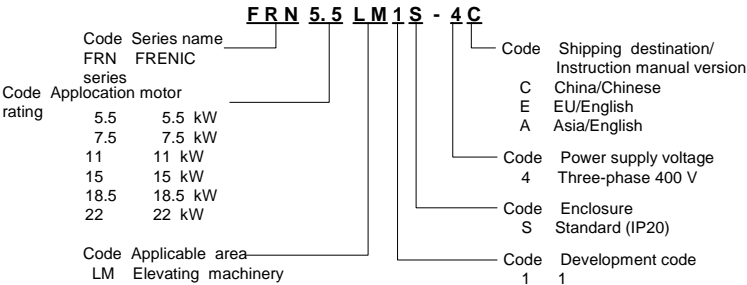 FRN 5.5 LM1S - 4C
Code Series name
FRN FRENIC
series
Code Applocation motor
rating
5.5 5.5 kW
7.5 7.5 kW
11 11 kW
15 15 kW
18.5 18.5 kW
22 22 kW
Code Applicable area
LM Elevating machinery
Code Shipping destination/
Instruction manual version
C China/Chinese
E EU/English
A Asia/English
Code Power supply voltage
4 Three-phase 400 V
Code Enclosure
S Standard (IP20)
Code Development code
1 1